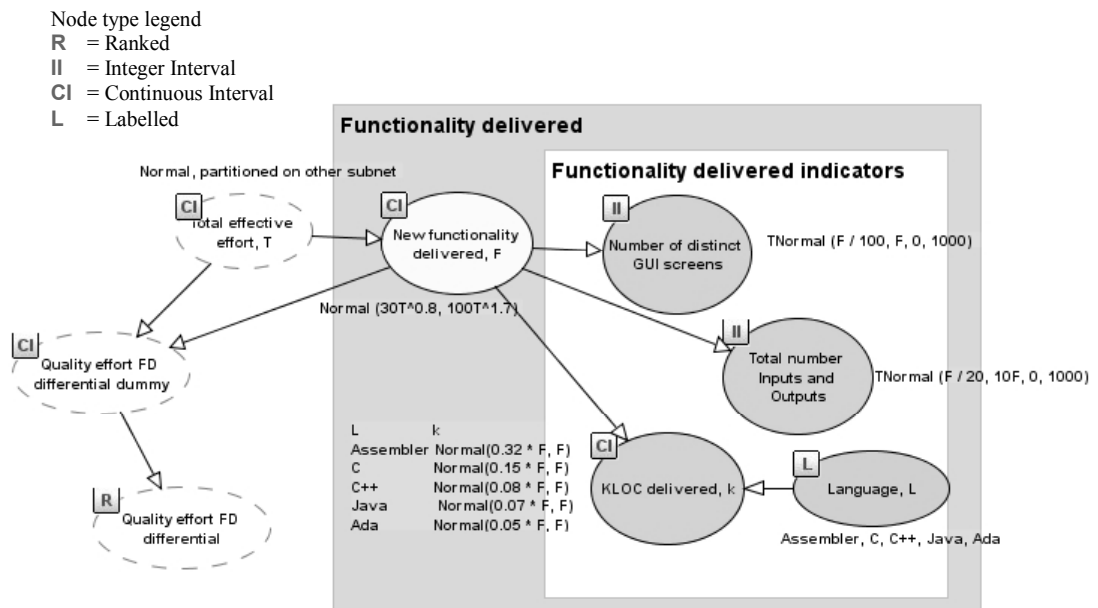 Node type legend
R = Ranked
II = Integer Interval
CI = Continuous Interval
L = Labelled
Functionality delivered
Normal, partitioned on other subnet
Functionality delivered indicators
CI
Total effective
effort, T
CI
New functionality
delivered, F
II
Number of distinct
GUI screens
TNormal (F / 100, F, 0, 1000)
Normal (30T^0.8, 100T^1.7)
CI
Quality effort FD
differential dummy
II
Total number
Inputs and
Outputs
TNormal (F / 20, 10F, 0, 1000)
L k
Assembler Normal(0.32 * F, F)
C Normal(0.15 * F, F)
C++ Normal(0.08 * F, F)
Java Normal(0.07 * F, F)
Ada Normal(0.05 * F, F)
CI
KLOC delivered, k
L
Language, L
Assembler, C, C++, Java, Ada
R
Quality effort FD
differential